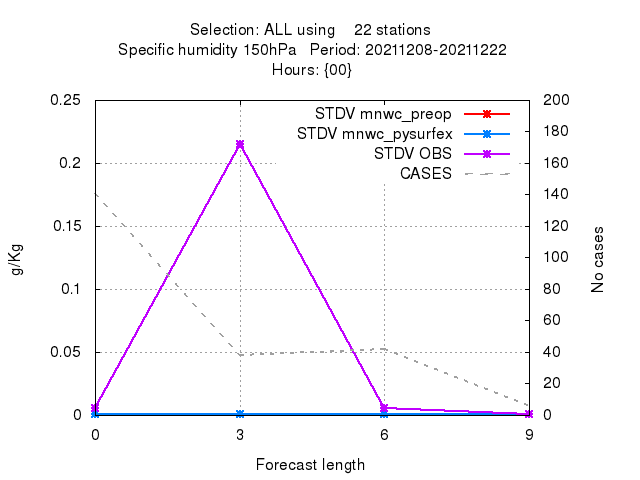 Selection: ALL using    22 stations
Specific humidity 150hPa   Period: 20211208-20211222
Hours: {00}
STDV mnwc_preop
STDV mnwc_pysurfex
STDV OBS
CASES
g/Kg
0.25
0.2
0.15
0.1
0.05
0
200
180
160
140
120
100
80
60
40
20
0
No cases
0 3 6 9
Forecast length